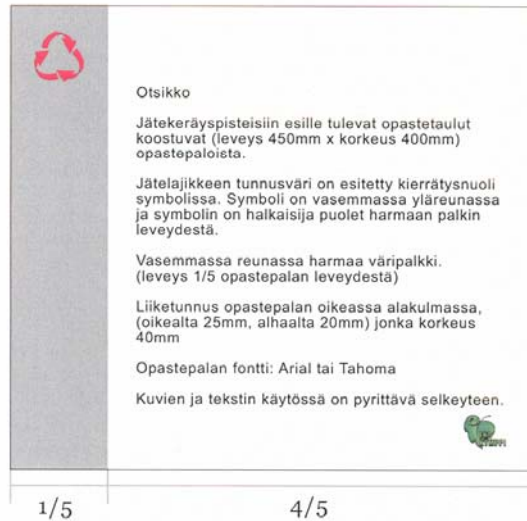 Otsikko
Jätekeräyspisteisiin esille tulevat opastetaulut
koostuvat (leveys 450mm x korkeus 400mm)
opastepaloista.
Jätelajikkeen tunnusväri on esitetty kierrätysnuoli
symbolissa. Symboli on vasemmassa yläreunassa
ja symbolin on halkaisija puolet harmaan palkin
leveydestä.
Vasemmassa reunassa harmaa väripalkki.
(leveys 1/5 opastepalan leveydestä)
Liiketunnus opastepalan oikeassa alakulmassa,
(oikealta 25mm, alhaalta 20mm) jonka korkeus
40mm
Opastepalan fontti: Arial tai Tahoma
Kuvien ja tekstin käytössä on pyrittävä selkeyteen.
1/5 4/5